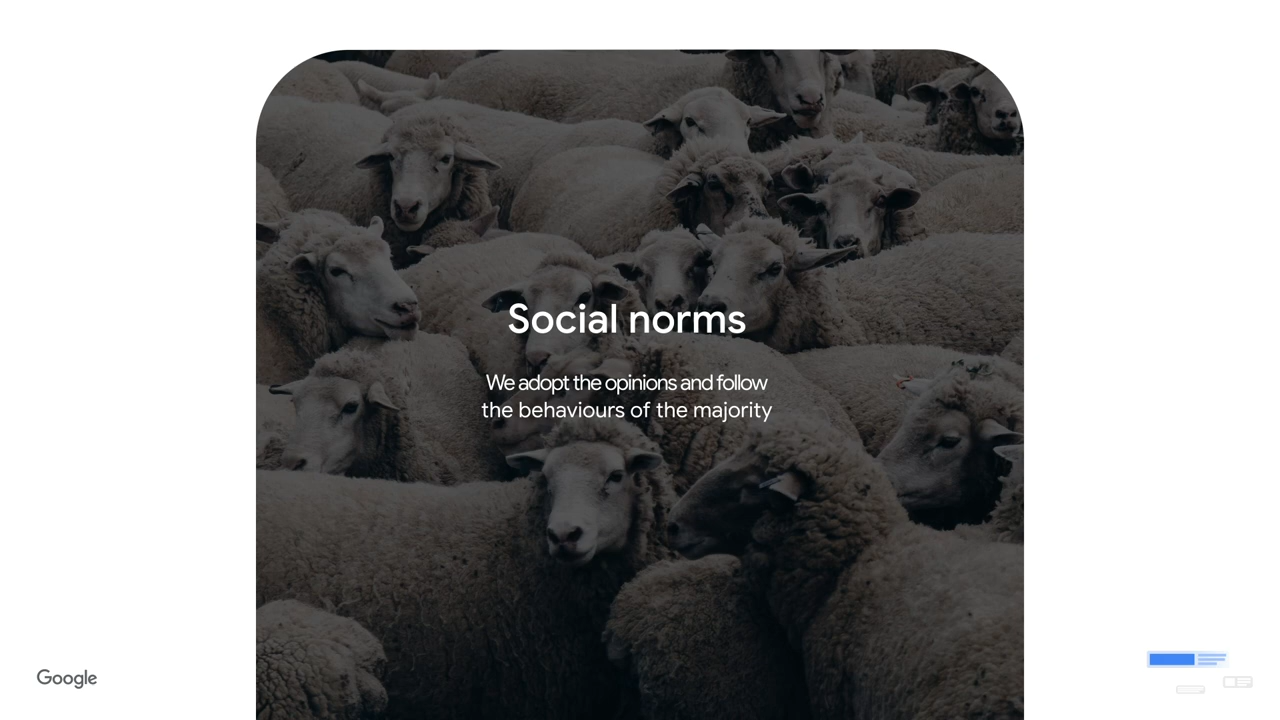 Social norms
We adopt the opinions and follow
the behaviours of the majority
Google